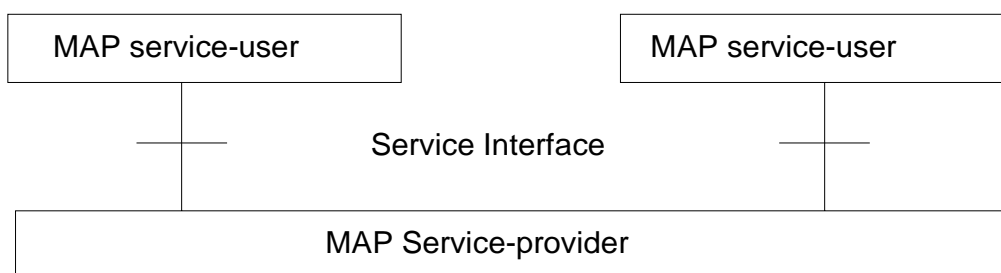 MAP service-user
MAP service-user
Service Interface
MAP Service-provider